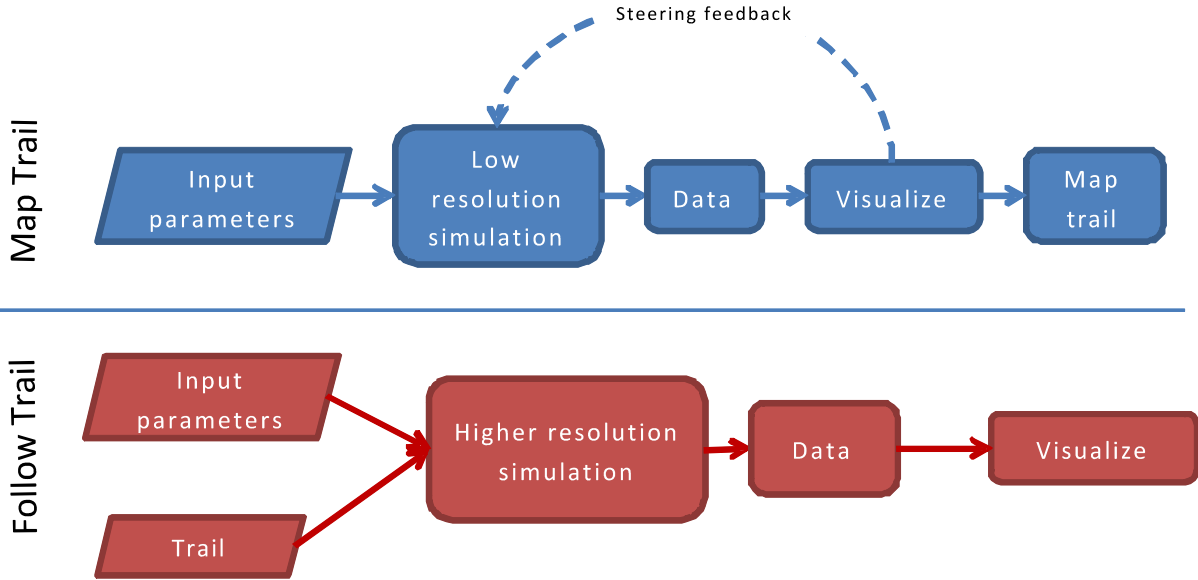 Steering feedback
Map Trail
Input
parameters
Low
resolution
simulation
Data
Visualize
Map
trail
Follow Trail
Input
parameters
Trail
Higher resolution
simulation
Data
Visualize